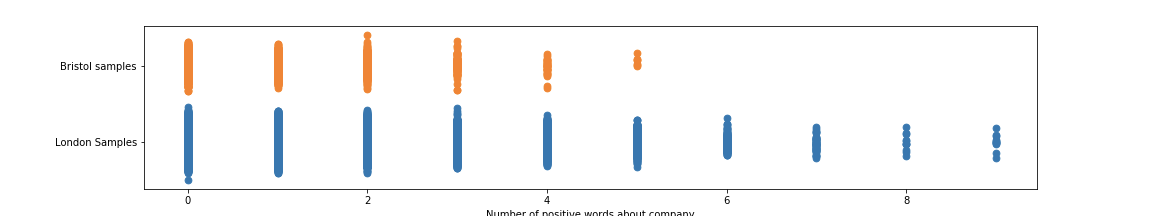 Bristol samples
London Samples
0 2 4 6 8
Number of positive words about company